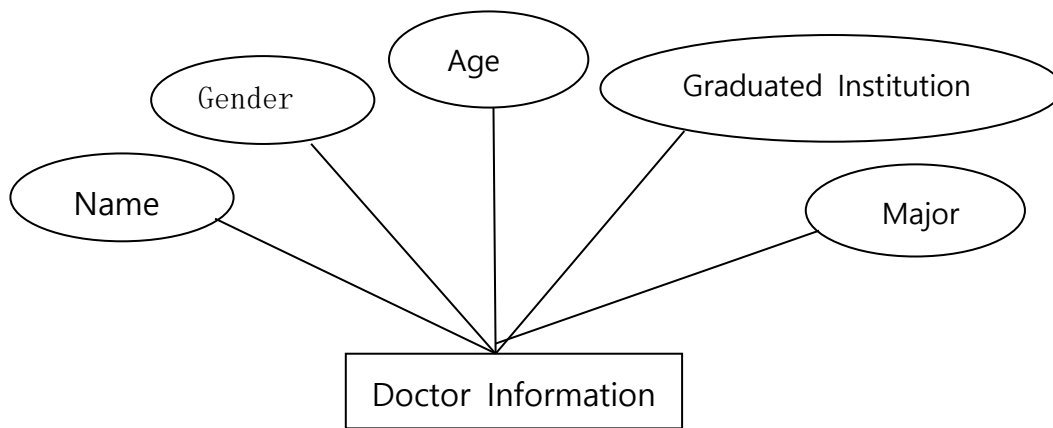 Age
Graduated Institution
Gender
Name
Major
Doctor Information